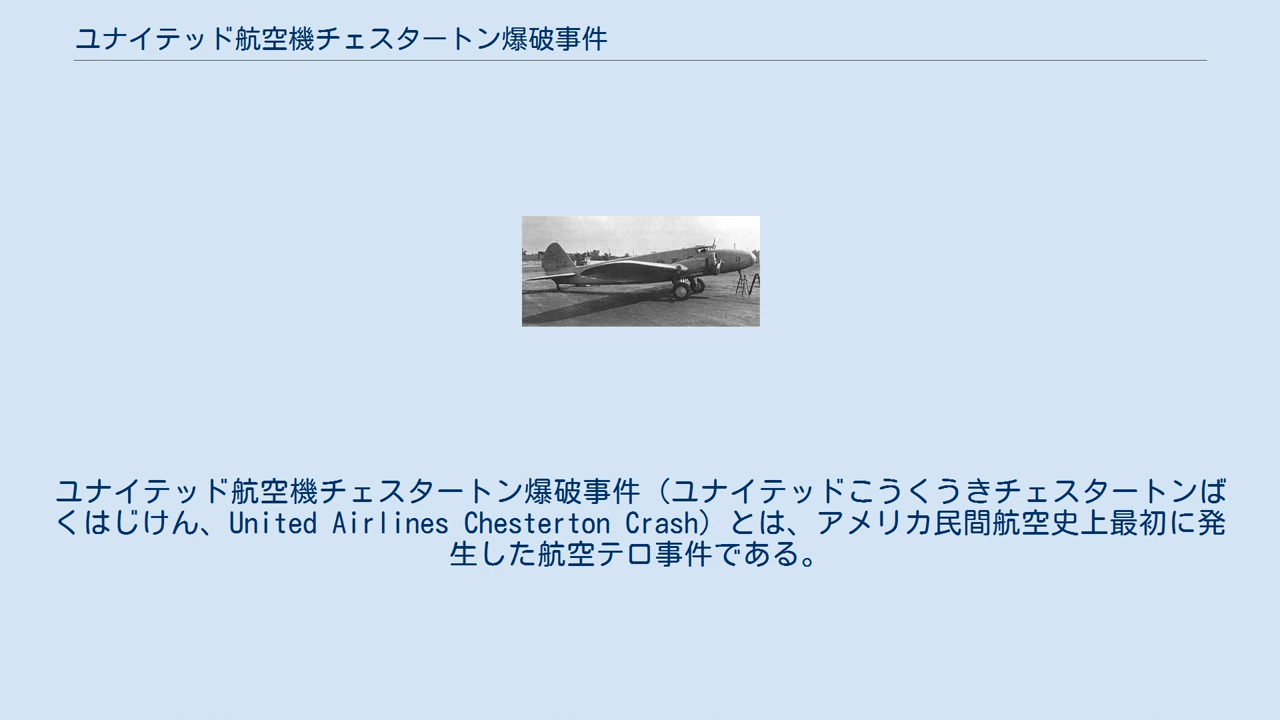 ユナイテッド航空機チェスタートン爆破事件
ユナイテッド航空機チェスタートン爆破事件（ユナイテッドこうくうきチェスタートンば
くはじけん、United Airlines Chesterton Crash）とは、アメリカ民間航空史上最初に発
生した航空テロ事件である。